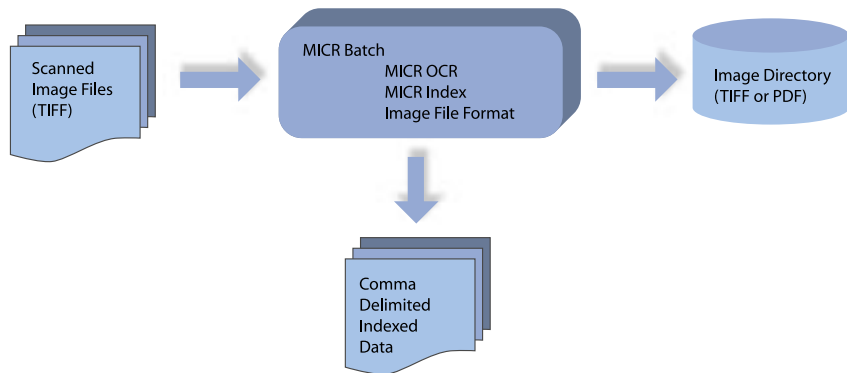 Scanned
Image Files
(TIFF)
MICR Batch
MICR OCR
MICR Index
Image File Format
Image Directory
(TIFF or PDF)
Comma
Delimited
Indexed
Data